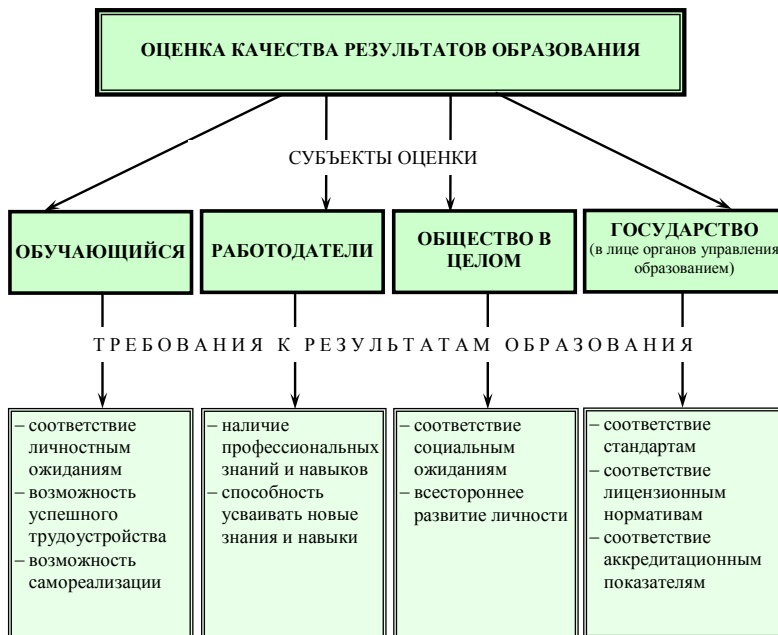 ОЦЕНКА КАЧЕСТВА РЕЗУЛЬТАТОВ ОБРАЗОВАНИЯ
СУБЪЕКТЫ ОЦЕНКИ
ОБУЧАЮЩИЙСЯ
РАБОТОДАТЕЛИ
ОБЩЕСТВО В
ЦЕЛОМ
ГОСУДАРСТВО
(в лице органов управления
образованием)
ТРЕБОВАНИЯ К РЕЗУЛЬТАТАМ ОБРАЗОВАНИЯ
– соответствие
личностным
ожиданиям
– возможность
успешного
трудоустройства
– возможность
самореализации
– наличие
профессиональных
знаний и навыков
– способность
усваивать новые
знания и навыки
– соответствие
социальным
ожиданиям
– всестороннее
развитие личности
– соответствие
стандартам
– соответствие
лицензионным
нормативам
– соответствие
аккредитационным
показателям